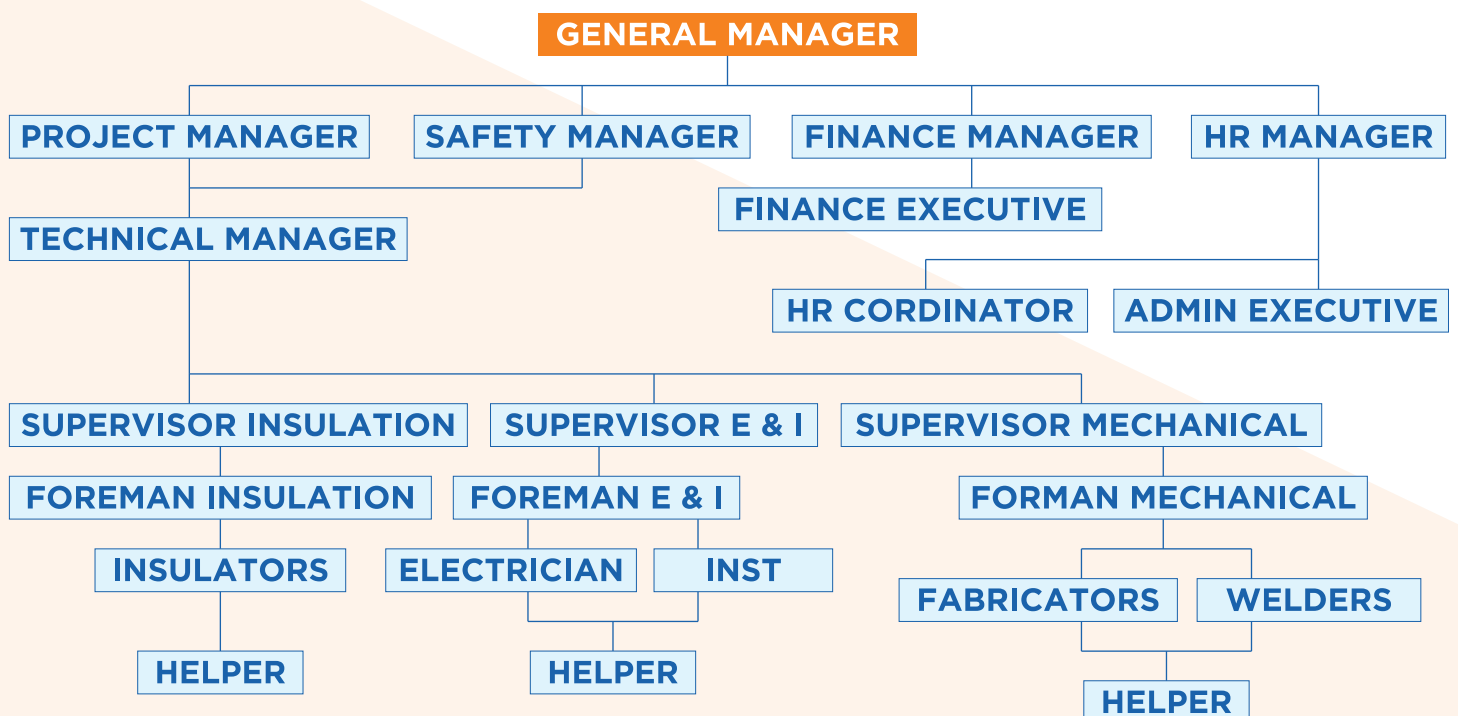 GENERAL MANAGER
PROJECT MANAGER
SAFETY MANAGER
FINANCE MANAGER
HR MANAGER
FINANCE EXECUTIVE
TECHNICAL MANAGER
HR CORDINATOR
ADMIN EXECUTIVE
SUPERVISOR INSULATION
SUPERVISOR E & I
SUPERVISOR MECHANICAL
FOREMAN INSULATION
FOREMAN E & I
FORMAN MECHANICAL
INSULATORS
ELECTRICIAN
INST
FABRICATORS
WELDERS
HELPER
HELPER
HELPER